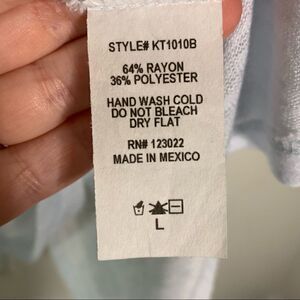 STYLE# KT1010B
64% RAYON
36% POLYESTER
HAND WASH COLD
DO NOT BLEACH
DRY FLAT
RN# 123022
MADE IN MEXICO
L